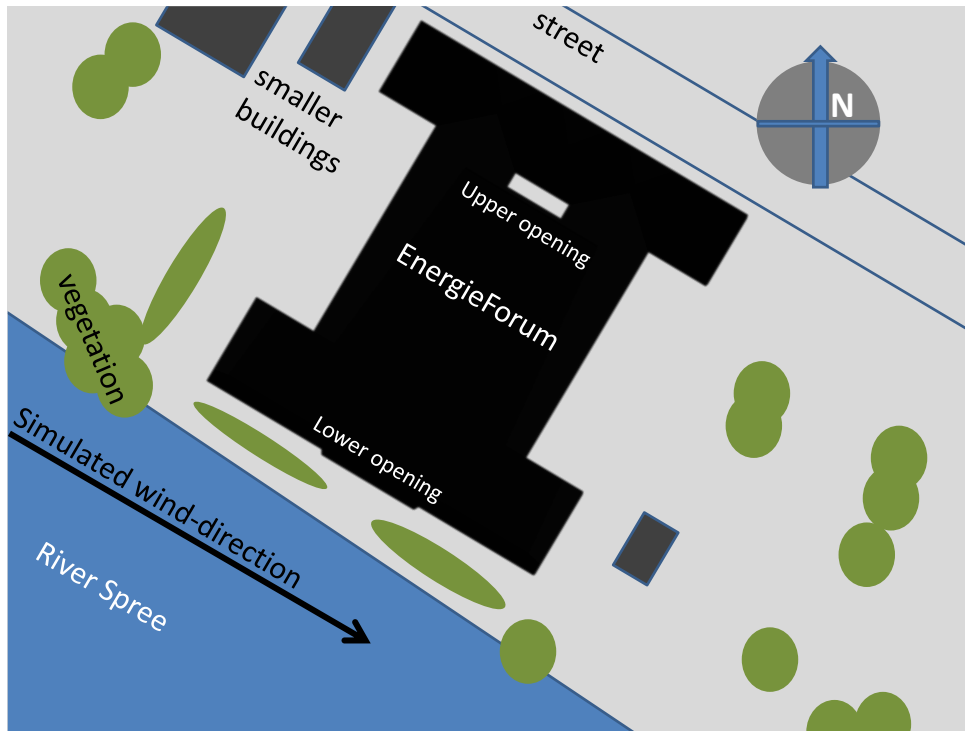 street
N
smaller
buildings
Upper opening
EnergieForum
vegetation
Lower opening
Simulated wind-direction
River Spree